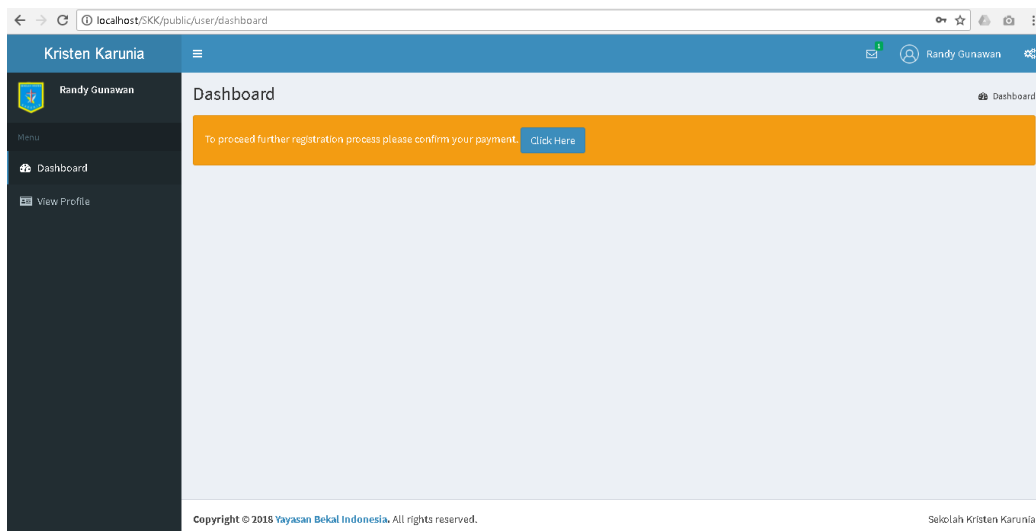 localhost/SKK/public/user/dashboard
Kristen Karunia
1
Randy Gunawan
Randy Gunawan
Dashboard
Dashboard
To proceed further registration process please confirm your payment. Click Here
Menu
Dashboard
View Profile
Copyright © 2018 Yayasan Bekal Indonesia. All rights reserved.
Sekolah Kristen Karunia